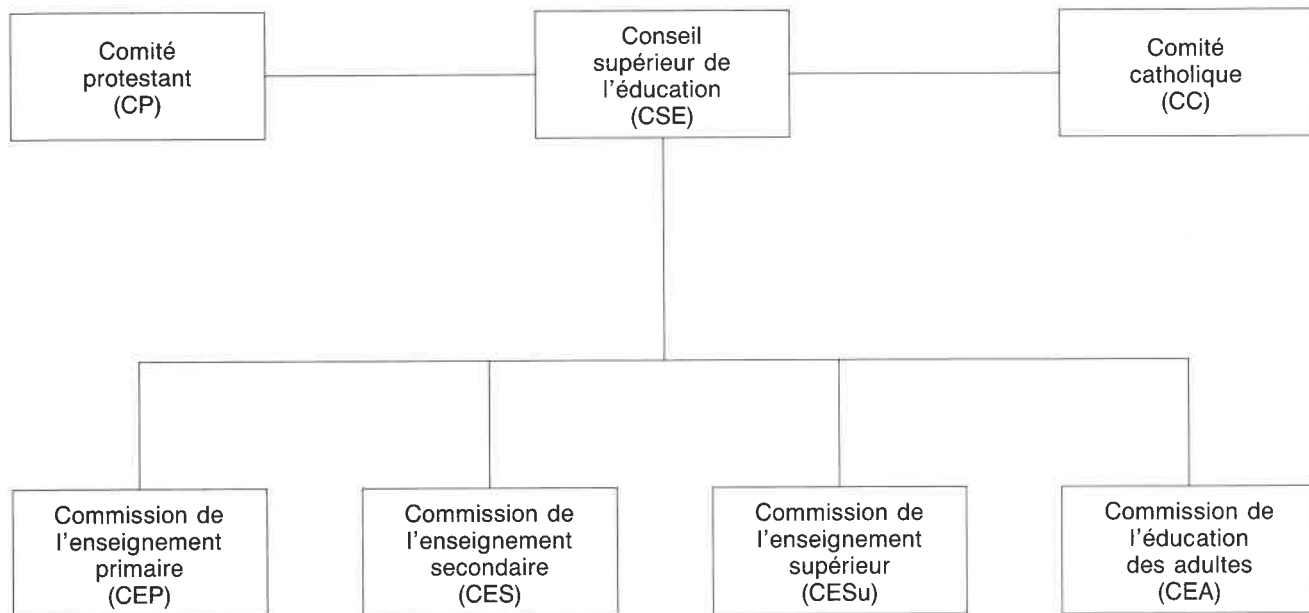 Comité
protestant
(CP)
Conseil
supérieur de
l'éducation
(CSE)
Comité
catholique
(CC)
Commission de
l'enseignement
primaire
(CEP)
Commission de
l'enseignement
secondaire
(CES)
Commission de
l'enseignement
supérieur
(CESu)
Commission de
l'éducation
des adultes
(CEA)